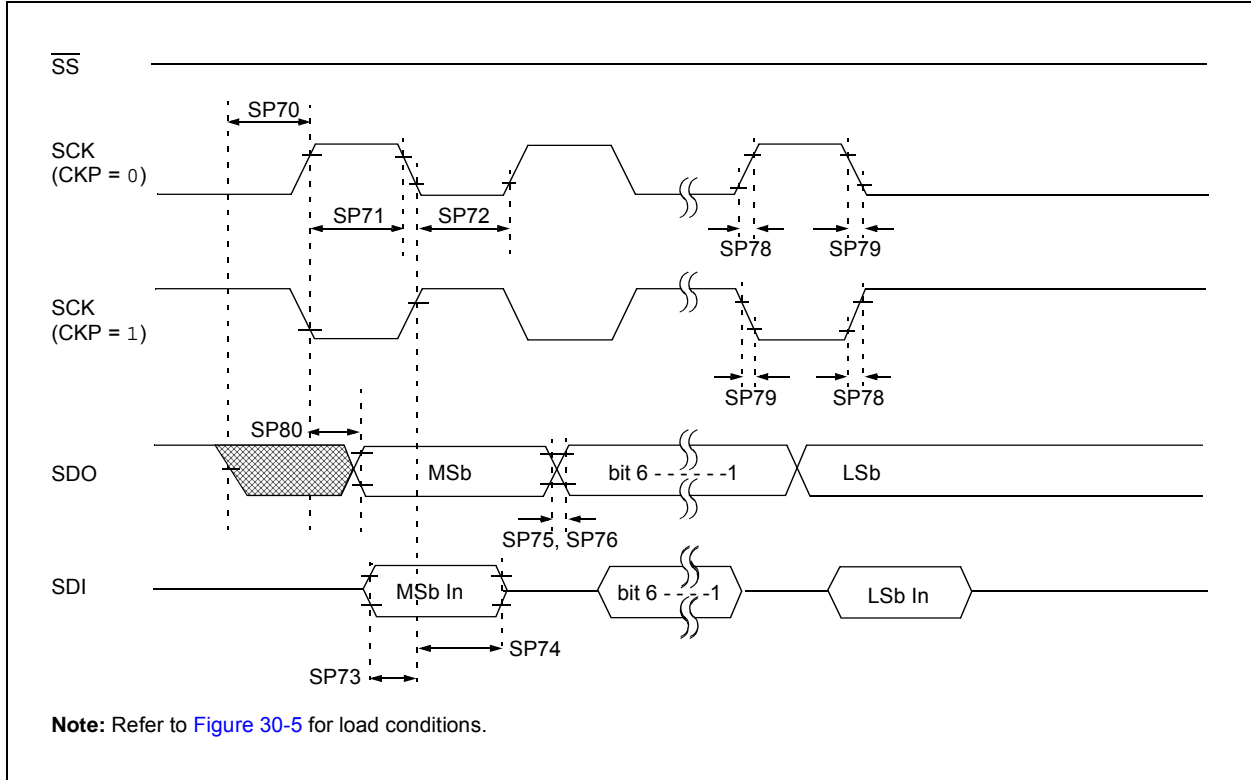 SS
SP70
SCK
(CKP = 0)
SP71
SP72
SP78
SP79
SCK
(CKP = 1)
SP79
SP78
SP80
SDO
MSb
bit 6 - - - - - -1
LSb
SP75, SP76
SDI
MSb In
bit 6 - - - -1
LSb In
SP74
SP73
Note: Refer to Figure 30-5 for load conditions.